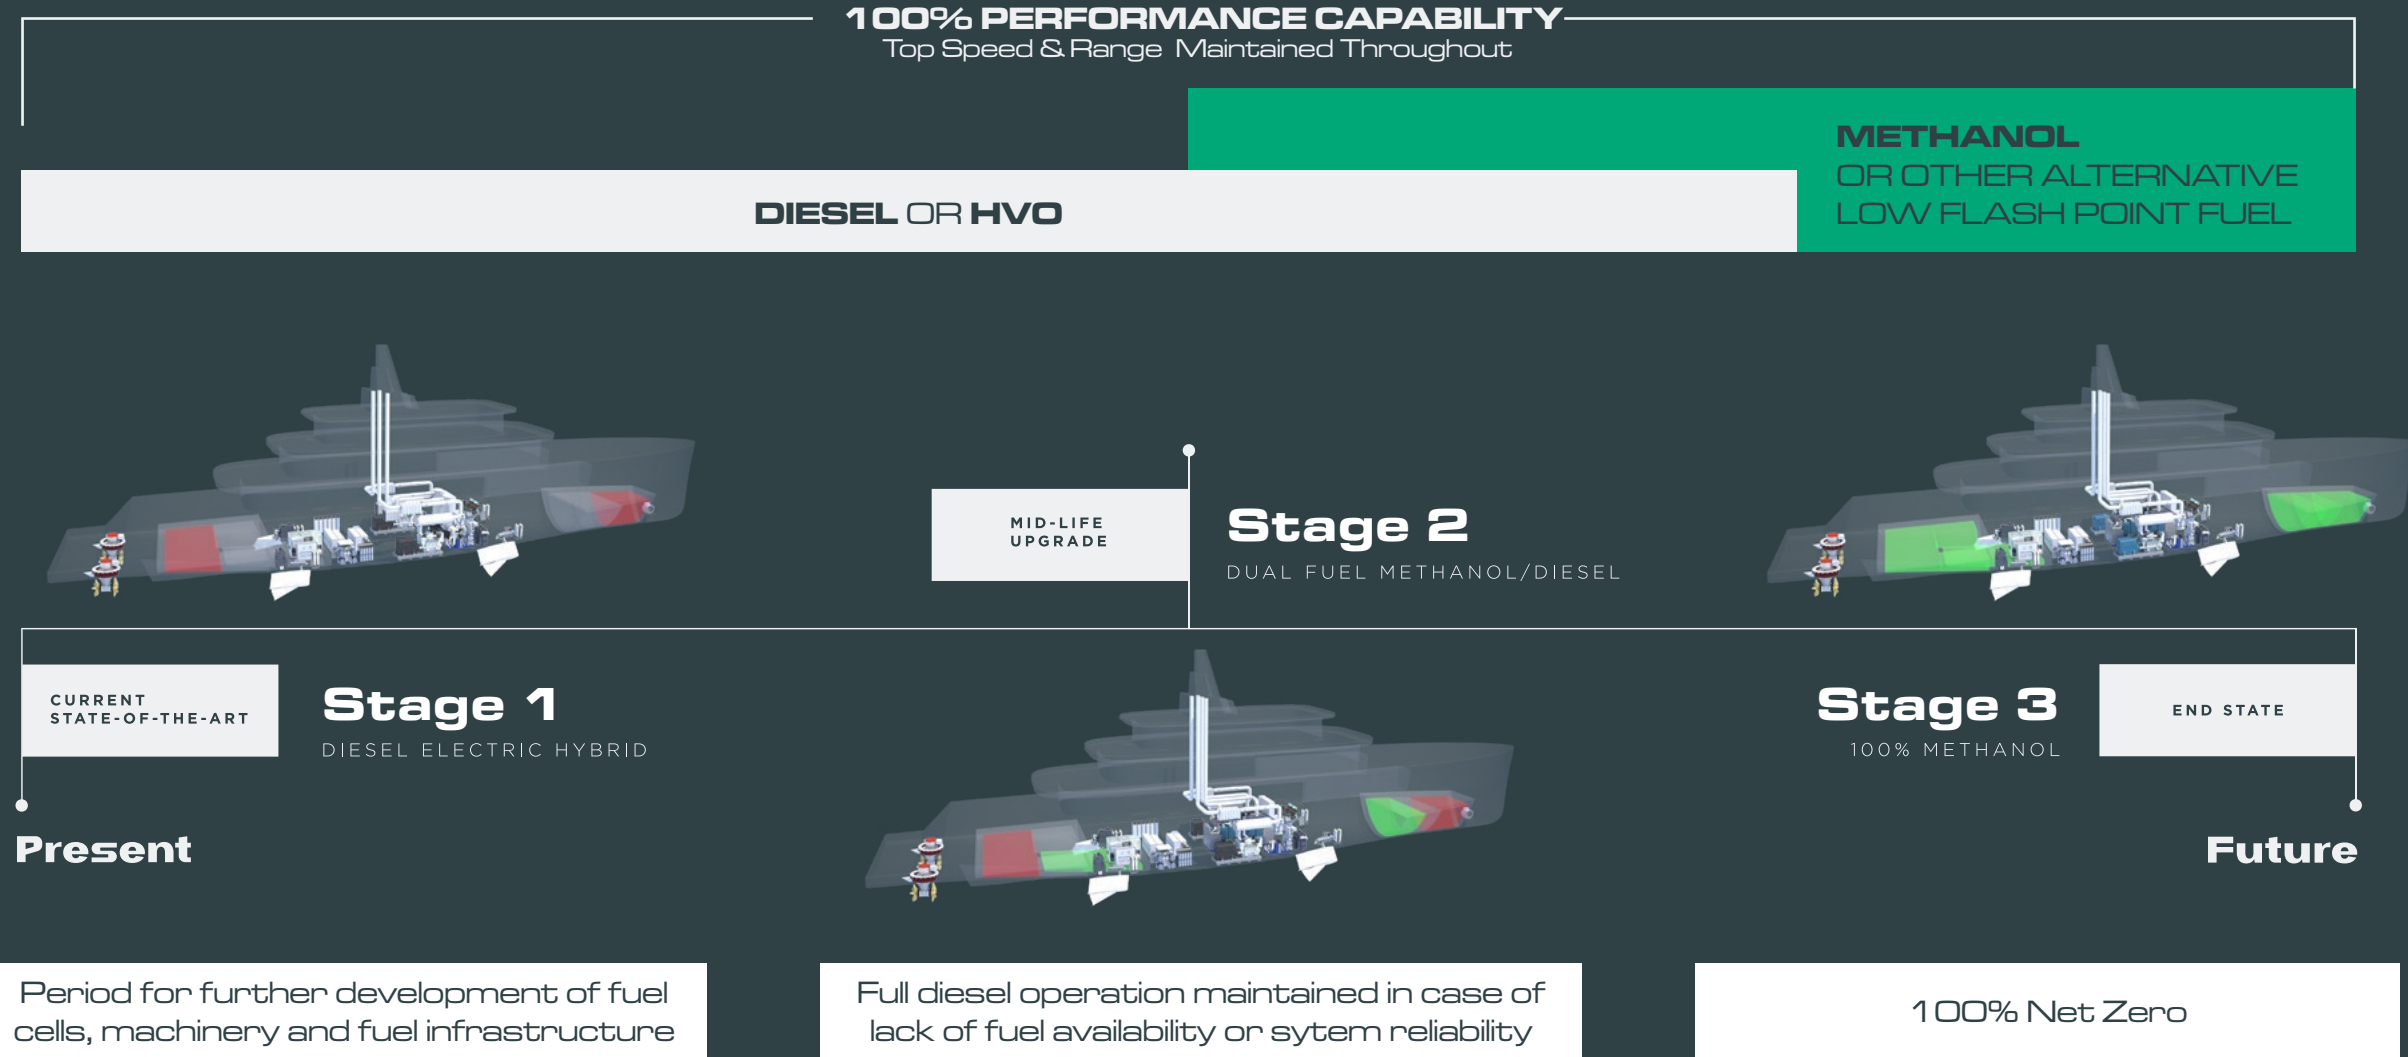 100% PERFORMANCE CAPABILITY
Top Speed & Range Maintained Throughout
METHANOL
OR OTHER ALTERNATIVE
LOW FLASH POINT FUEL
DIESEL OR HVO
MID-LIFE
UPGRADE
Stage 2
DUAL FUEL METHANOL/DIESEL
CURRENT
STATE-OF-THE-ART
Stage 1
DIESEL ELECTRIC HYBRID
Stage 3
100% METHANOL
END STATE
Present
Future
Period for further development of fuel
cells, machinery and fuel infrastructure
Full diesel operation maintained in case of
lack of fuel availability or sytem reliability
100% Net Zero